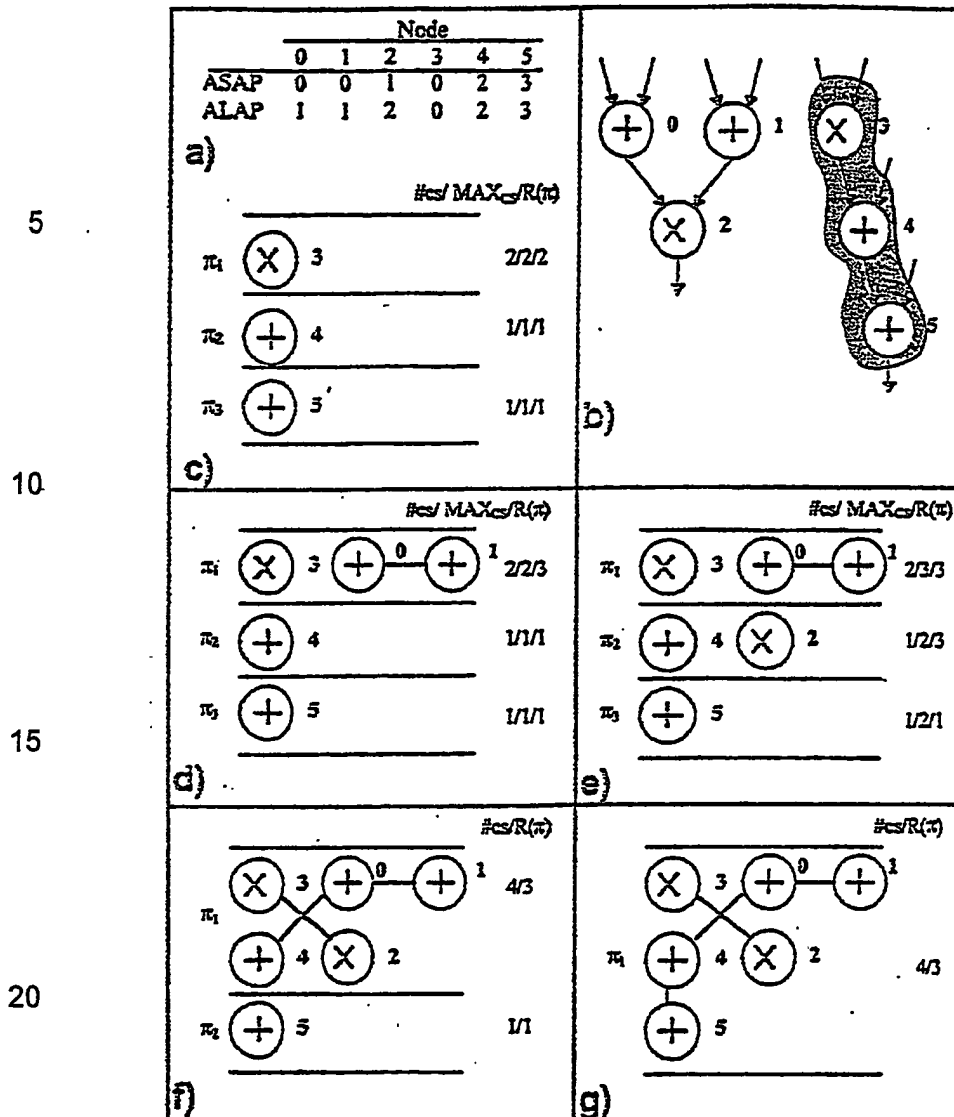 Node
0 1 2 3 4 5
ASAP 0 0 1 0 2 3
ALAP 1 1 2 0 2 3
a)
#cs/ MAXcs/R(π)
π1 × 3 2/2/2
5
π2 + 4 1/1/1
π3 + 5 1/1/1
c)
10
+ 0 + 1 × 3
× 2 + 4
+ 5
b)
#cs/ MAXcs/R(π)
π1 × 3 + 0 + 1 2/2/3
π2 + 4 1/1/1
π3 + 5 1/1/1
15
d)
#cs/ MAXcs/R(π)
π1 × 3 + 0 + 1 2/3/3
π2 + 4 × 2 1/2/3
π3 + 5 1/2/1
e)
#cs/R(π)
× 3 + 0 + 1 4/3
π1
+ 4 × 2
20
π2 + 5 1/1
f)
#cs/R(π)
× 3 + 0 + 1
π1 + 4 × 2 4/3
+ 5
g)